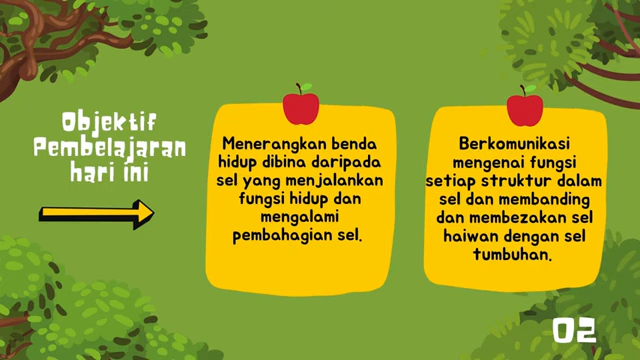 Objektif
Pembelajaran
hari ini
Menerangkan benda
hidup dibina daripada
sel yang menjalankan
fungsi hidup dan
mengalami
pembahagian sel.
Berkomunikasi
mengenai fungsi
setiap struktur dalam
sel dan membanding
dan membezakan sel
haiwan dengan sel
tumbuhan.
02